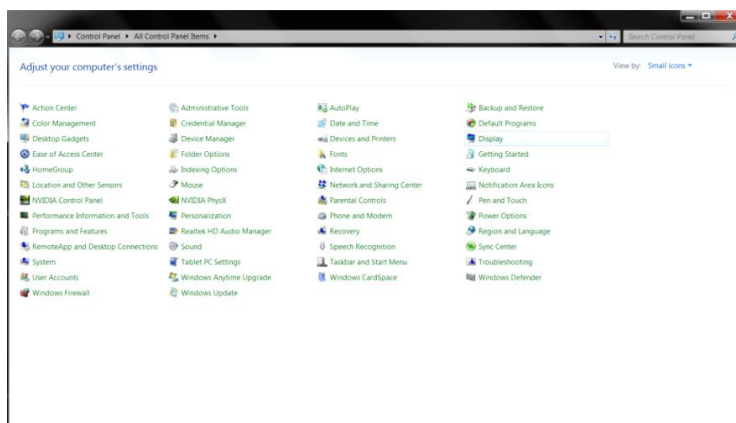 Control Panel ▸ All Control Panel Items ▸ Search Control Panel
Adjust your computer's settings View by: Small icons
Action Center Administrative Tools AutoPlay Backup and Restore
Color Management Credential Manager Date and Time Default Programs
Desktop Gadgets Device Manager Devices and Printers Display
Ease of Access Center Folder Options Fonts Getting Started
HomeGroup Indexing Options Internet Options Keyboard
Location and Other Sensors Mouse Network and Sharing Center Notification Area Icons
NVIDIA Control Panel NVIDIA PhysX Parental Controls Pen and Touch
Performance Information and Tools Personalization Phone and Modem Power Options
Programs and Features Realtek HD Audio Manager Recovery Region and Language
RemoteApp and Desktop Connections Sound Speech Recognition Sync Center
System Tablet PC Settings Taskbar and Start Menu Troubleshooting
User Accounts Windows Anytime Upgrade Windows CardSpace Windows Defender
Windows Firewall Windows Update